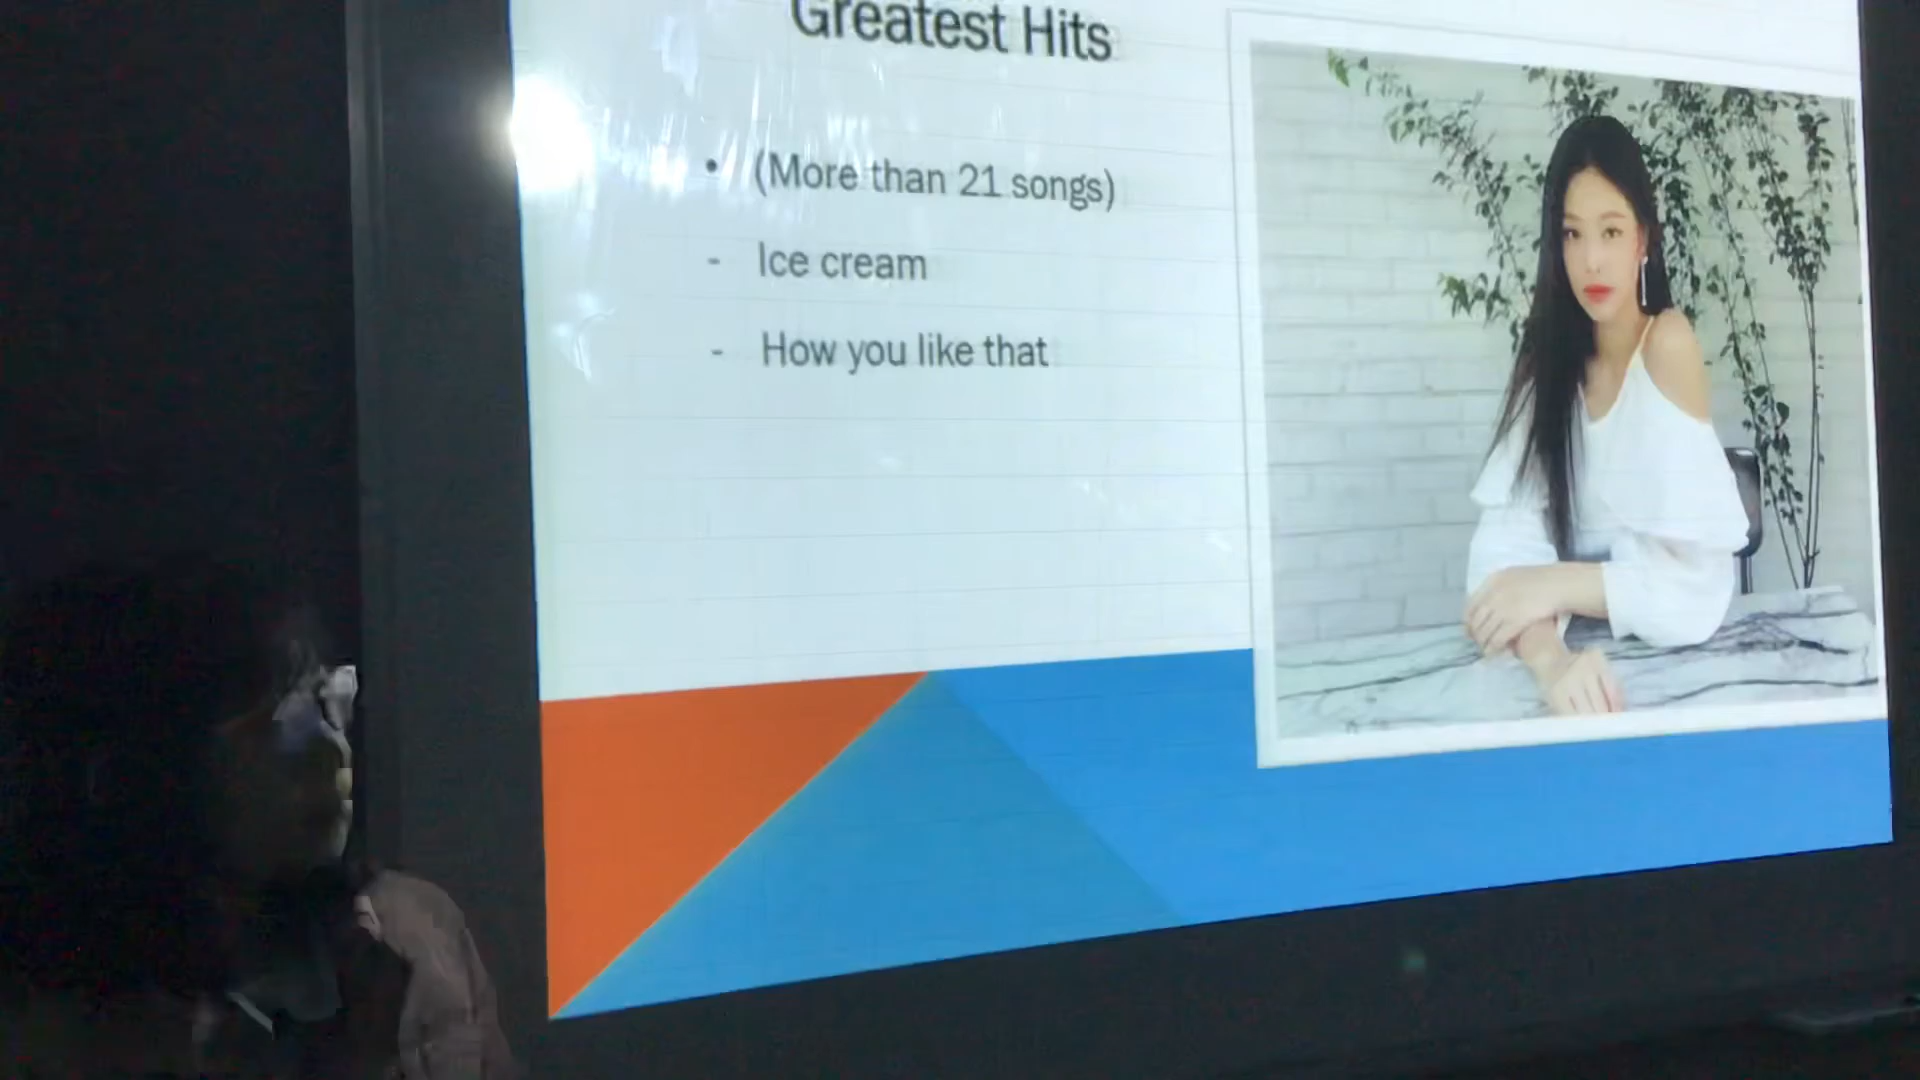 Greatest Hits
• (More than 21 songs)
- Ice cream
- How you like that